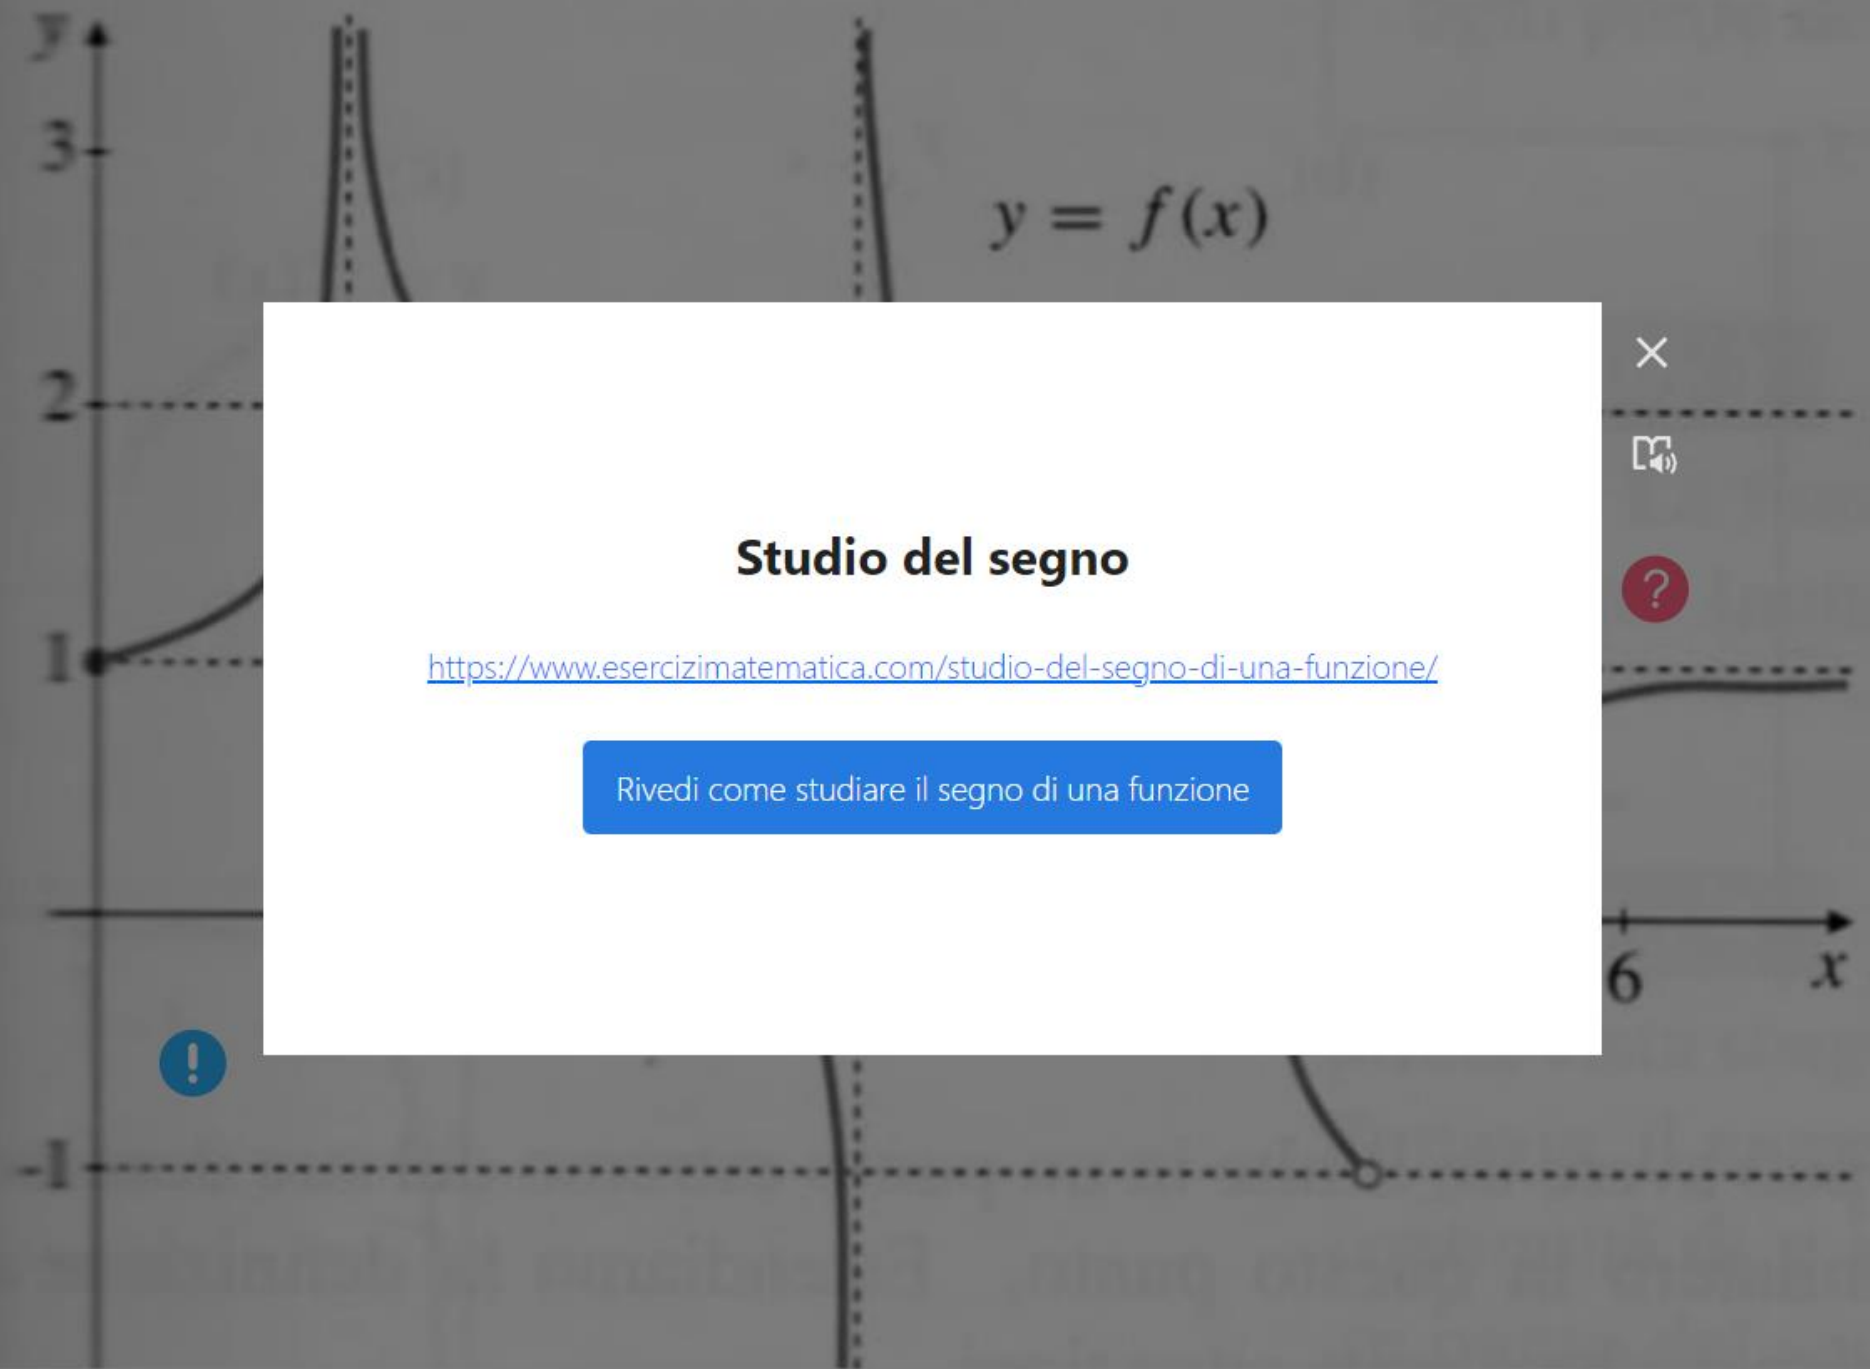 y
3
y = f(x)
2
Studio del segno
?
https://www.esercizimatematica.com/studio-del-segno-di-una-funzione/
1
Rivedi come studiare il segno di una funzione
6
x
!
-1